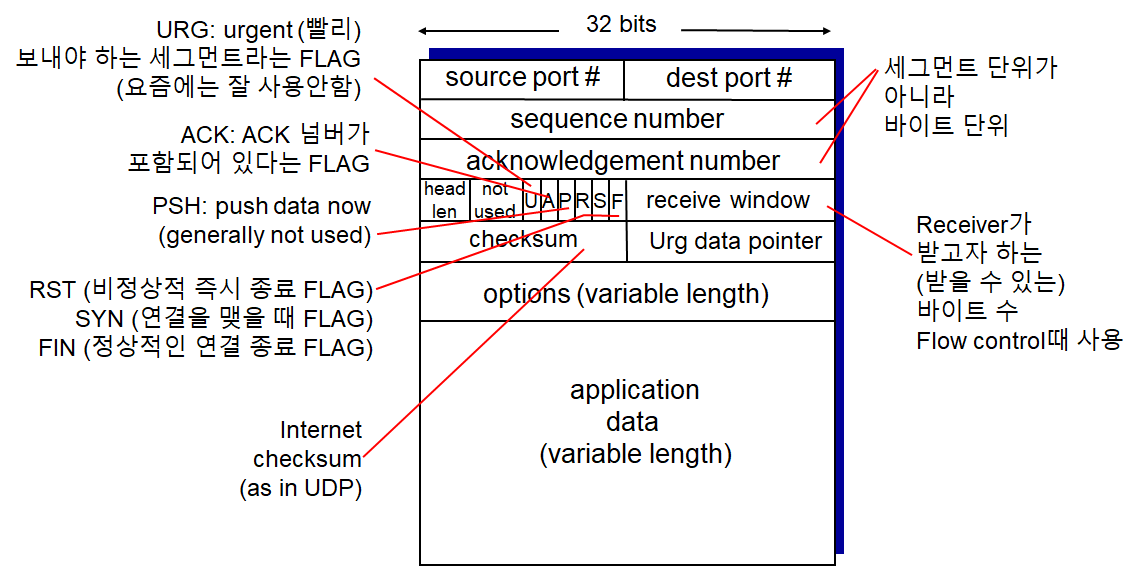 URG: urgent (빨리)
보내야 하는 세그먼트라는 FLAG
(요즘에는 잘 사용안함)
ACK: ACK 넘버가
포함되어 있다는 FLAG
PSH: push data now
(generally not used)
RST (비정상적 즉시 종료 FLAG)
SYN (연결을 맺을 때 FLAG)
FIN (정상적인 연결 종료 FLAG)
Internet
checksum
(as in UDP)
32 bits
source port #
dest port #
sequence number
acknowledgement number
head
len
not
used
U
A
P
R
S
F
receive window
checksum
Urg data pointer
options (variable length)
application
data
(variable length)
세그먼트 단위가
아니라
바이트 단위
Receiver가
받고자 하는
(받을 수 있는)
바이트 수
Flow control때 사용